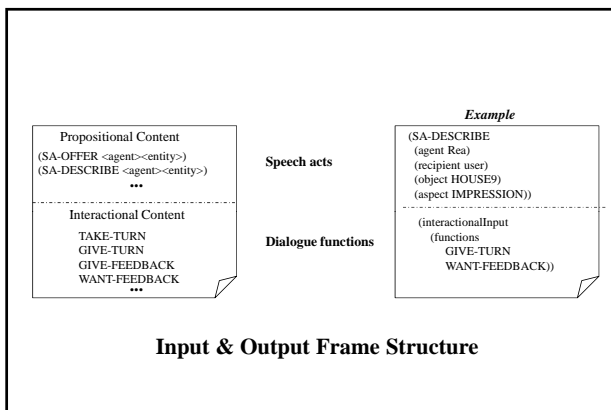 Example
Propositional Content
(SA-OFFER <agent><entity>)
(SA-DESCRIBE <agent><entity>)
•••
Speech acts
(SA-DESCRIBE
(agent Rea)
(recipient user)
(object HOUSE9)
(aspect IMPRESSION))
Interactional Content
TAKE-TURN
GIVE-TURN
GIVE-FEEDBACK
WANT-FEEDBACK
•••
Dialogue functions
(interactionalInput
(functions
GIVE-TURN
WANT-FEEDBACK))
Input & Output Frame Structure